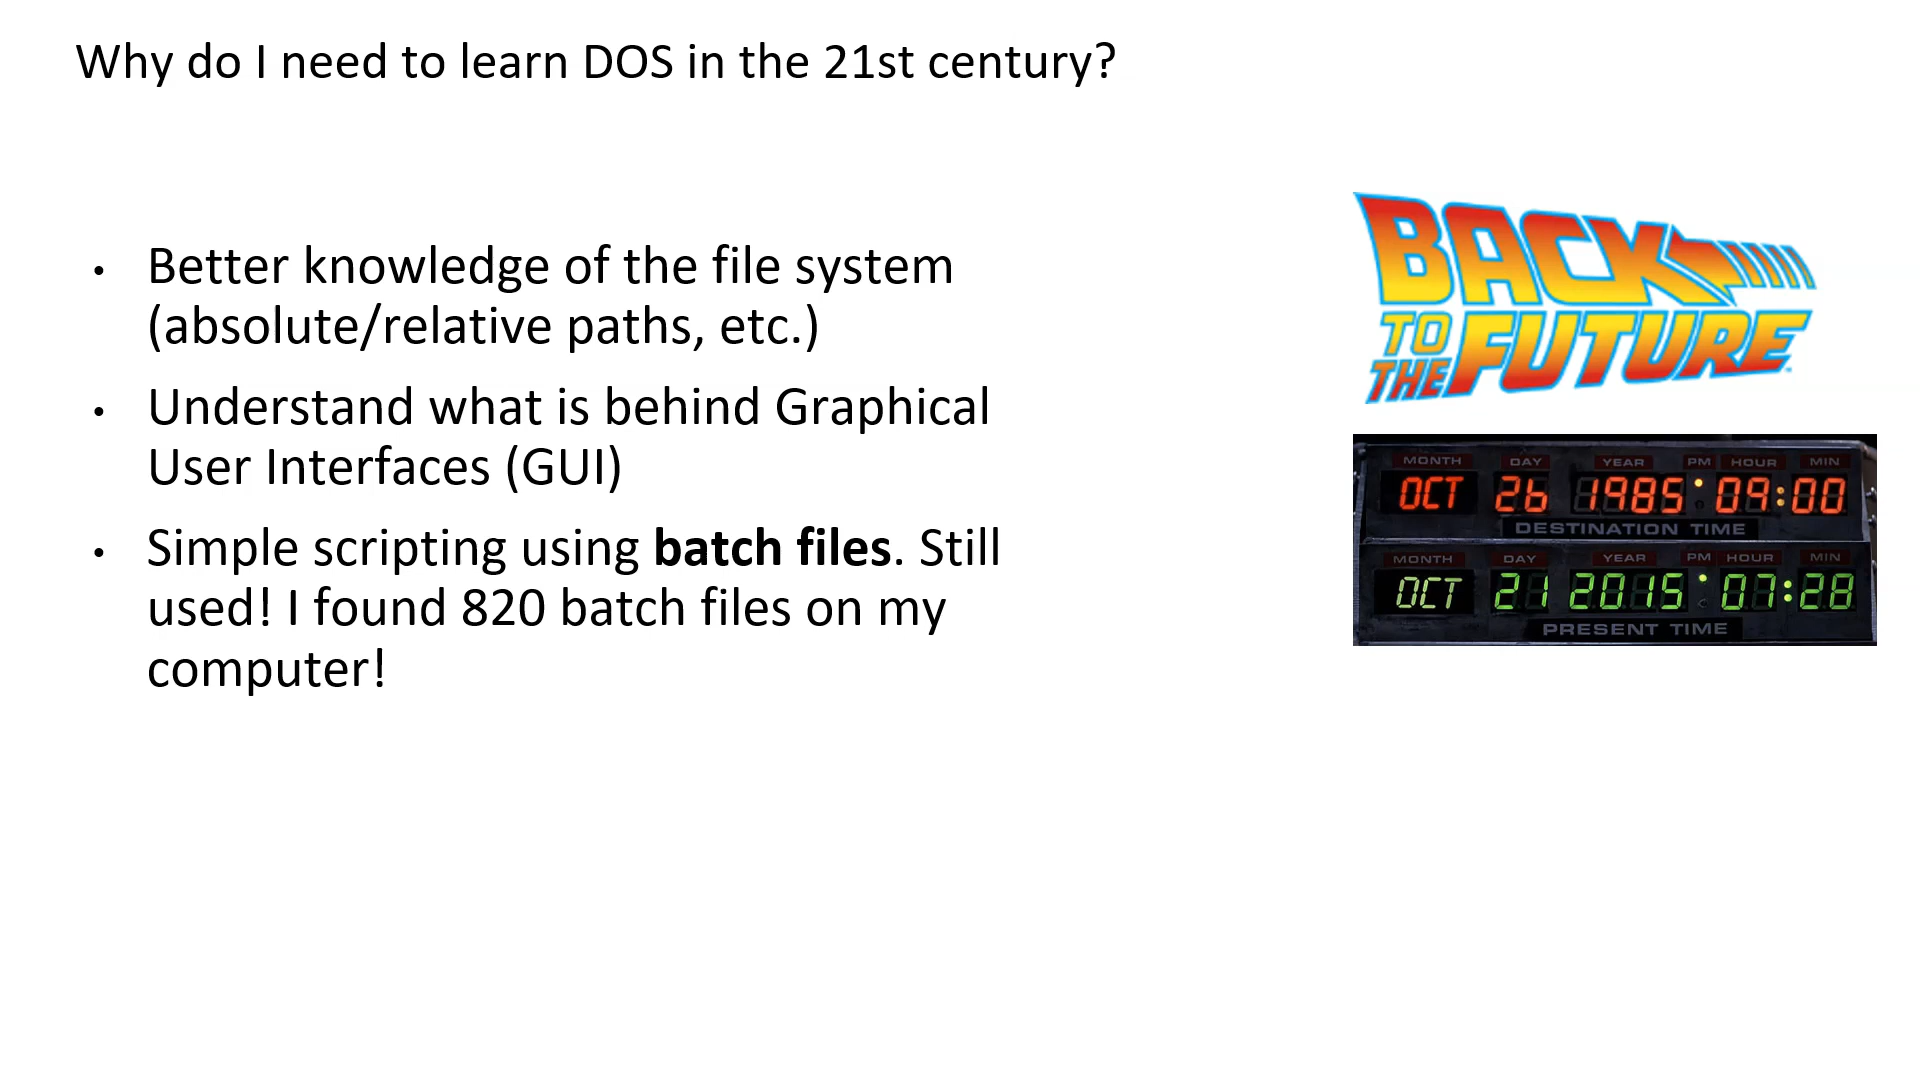 Why do I need to learn DOS in the 21st century?
• Better knowledge of the file system
(absolute/relative paths, etc.)
• Understand what is behind Graphical
User Interfaces (GUI)
• Simple scripting using batch files. Still
used! I found 820 batch files on my
computer!
BACK
TO
THE FUTURE
MONTH DAY YEAR PM HOUR MIN
OCT 26 1985 09:00
DESTINATION TIME
MONTH DAY YEAR PM HOUR MIN
OCT 21 2015 07:28
PRESENT TIME